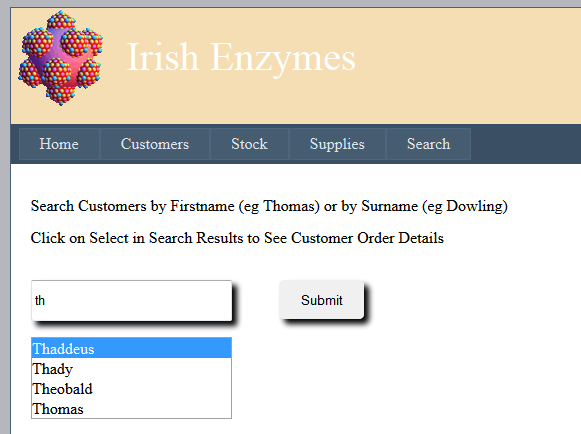 Irish Enzymes
Home Customers Stock Supplies Search
Search Customers by Firstname (eg Thomas) or by Surname (eg Dowling)
Click on Select in Search Results to See Customer Order Details
th Submit
Thaddeus
Thady
Theobald
Thomas